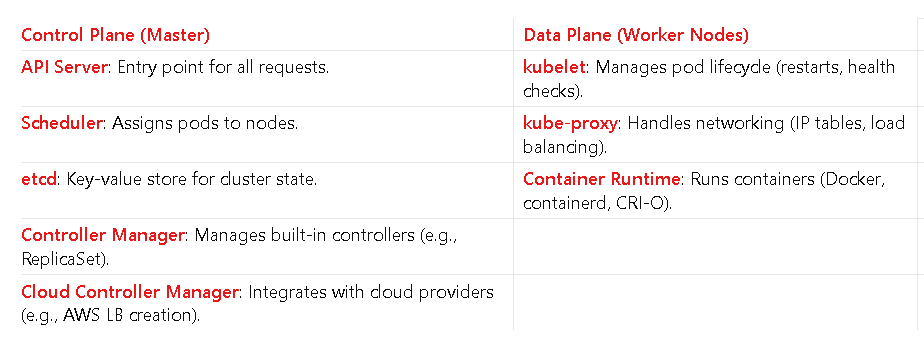 Control Plane (Master)
Data Plane (Worker Nodes)
API Server: Entry point for all requests.
kubelet: Manages pod lifecycle (restarts, health
checks).
Scheduler: Assigns pods to nodes.
kube-proxy: Handles networking (IP tables, load
balancing).
etcd: Key-value store for cluster state.
Container Runtime: Runs containers (Docker,
containerd, CRI-O).
Controller Manager: Manages built-in controllers (e.g.,
ReplicaSet).
Cloud Controller Manager: Integrates with cloud providers
(e.g., AWS LB creation).